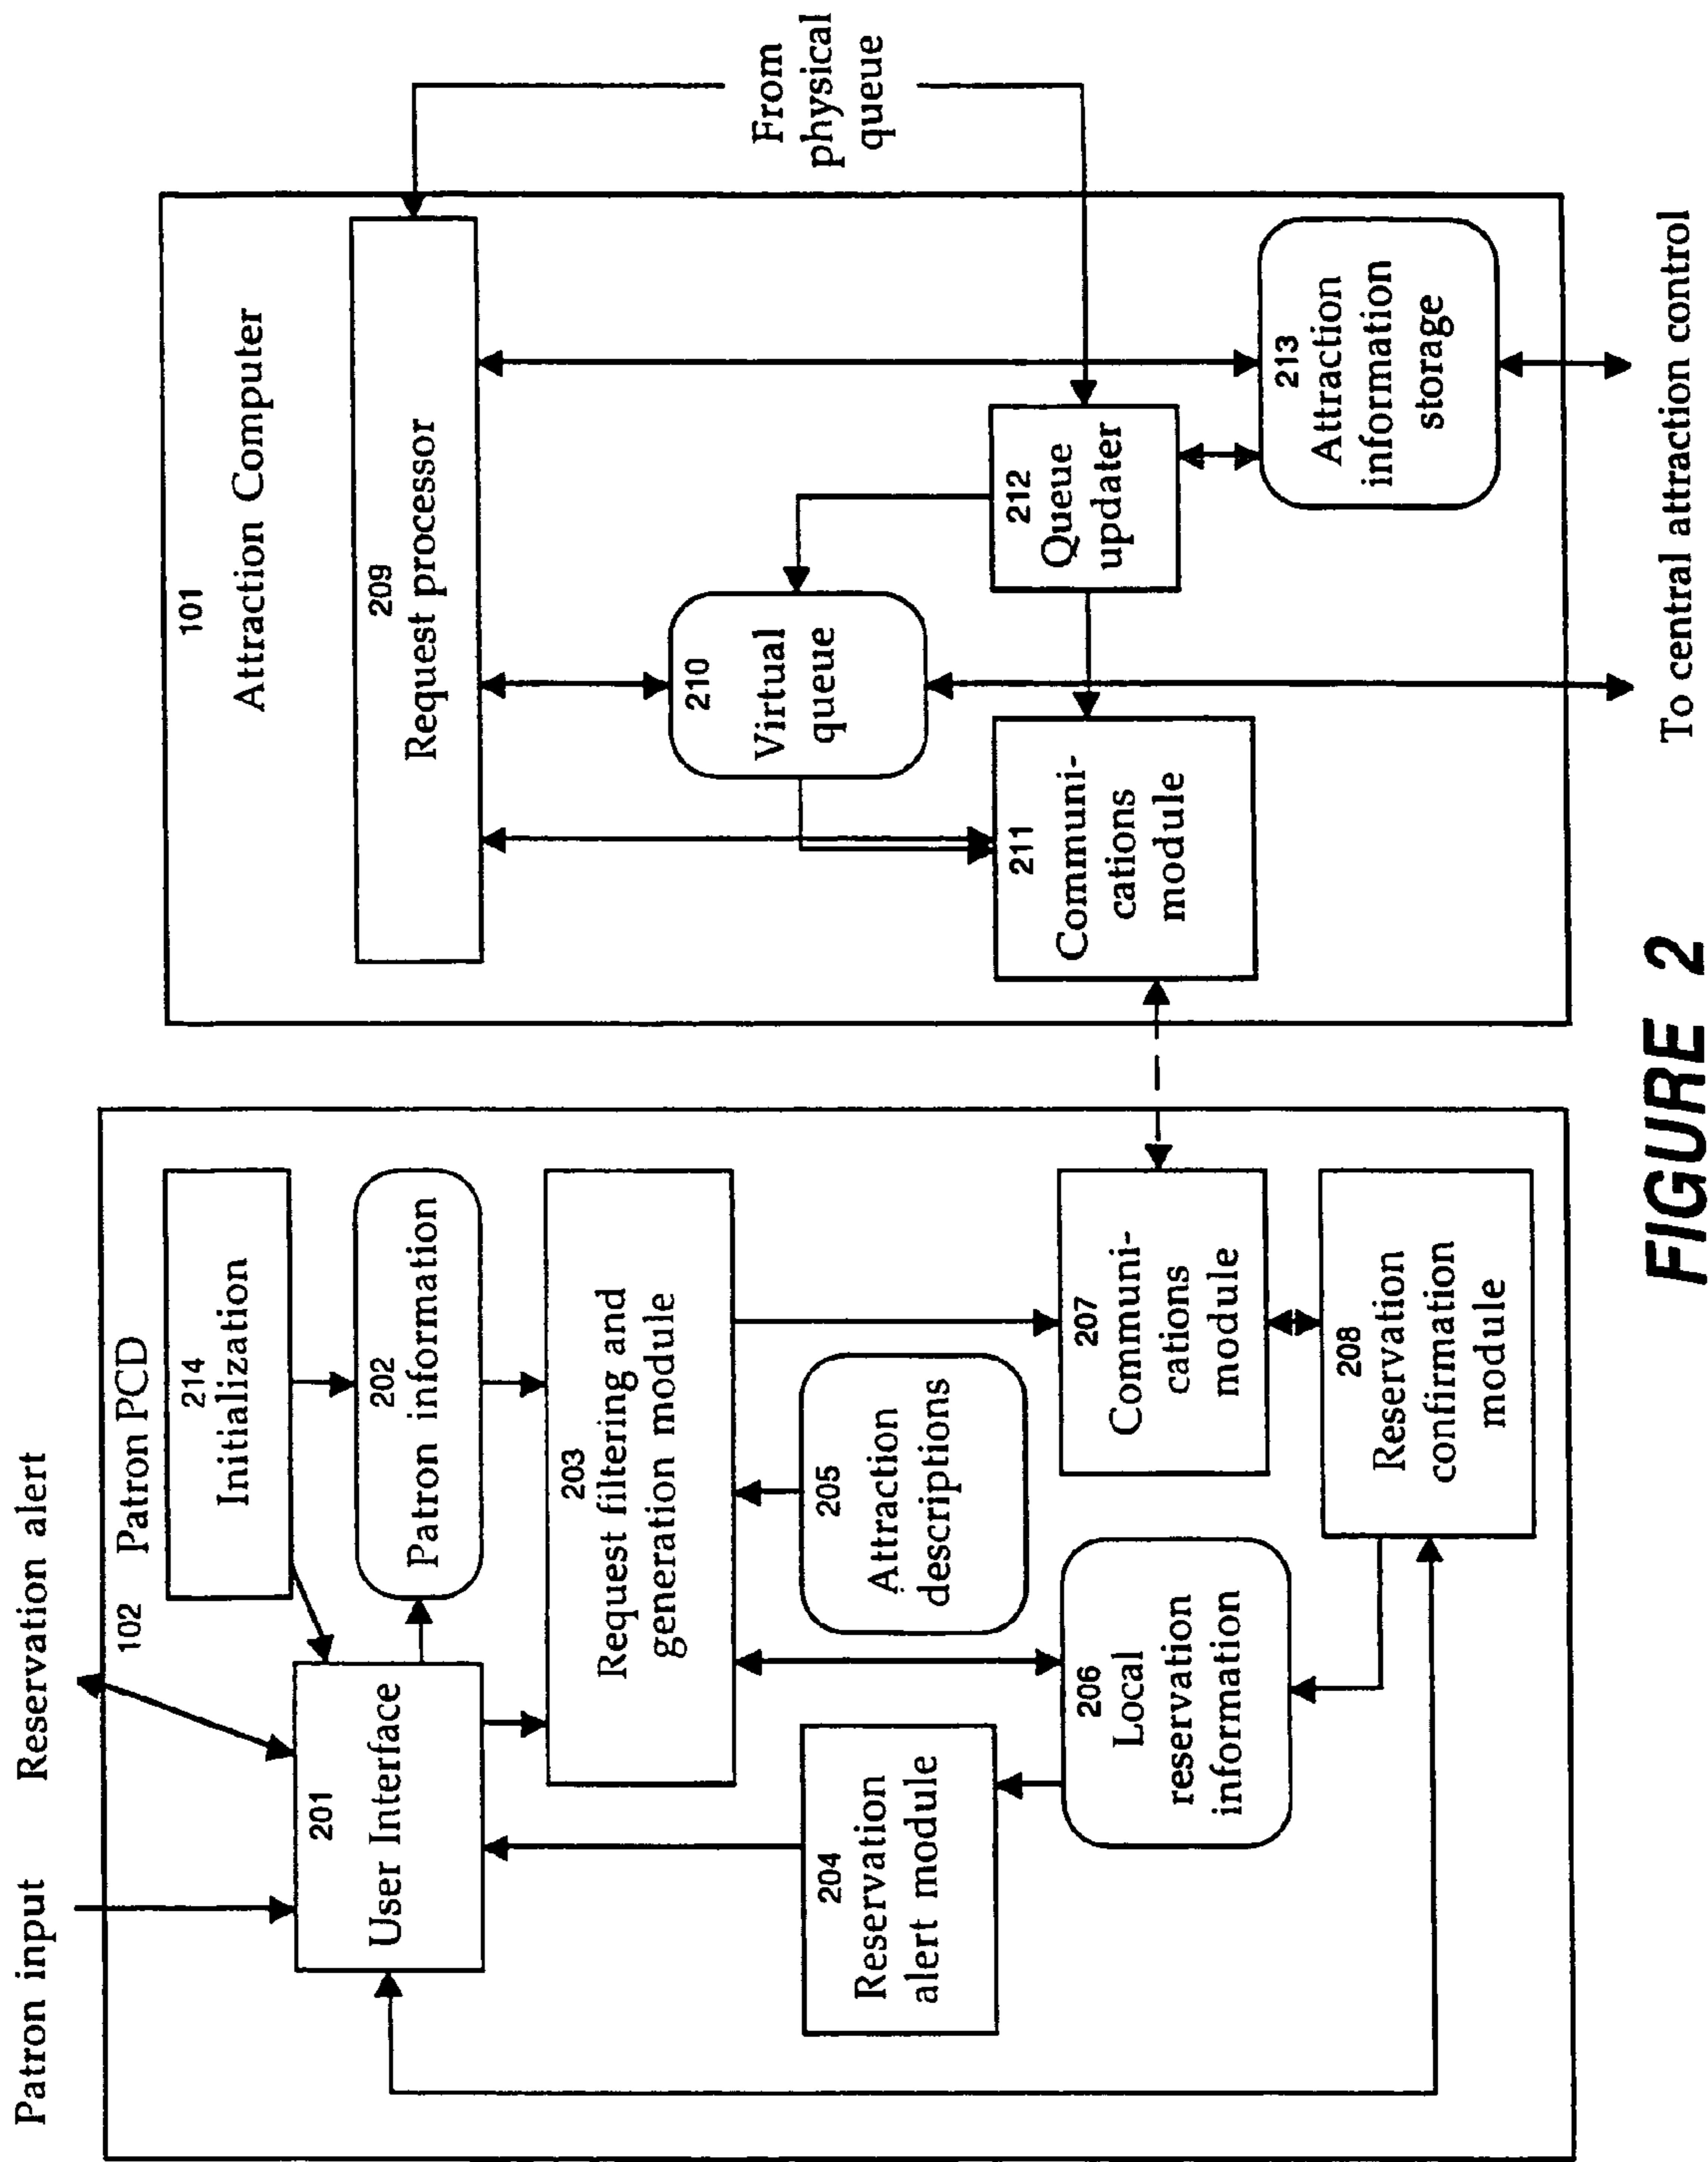 Patron input
Reservation alert
102
Patron PCD
214
Initialization
201
User Interface
202
Patron information
203
Request filtering and
generation module
204
Reservation
alert module
205
Attraction
descriptions
206
Local
reservation
information
207
Communi-
cations
module
208
Reservation
confirmation
module
101
Attraction Computer
209
Request processor
210
Virtual
queue
211
Communi-
cations
module
212
Queue
updater
213
Attraction
information
storage
From
physical
queue
To central attraction control
FIGURE 2